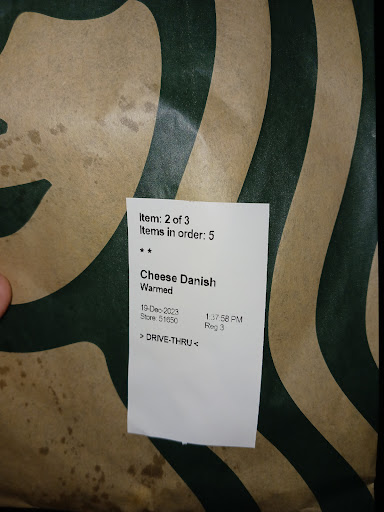 Item: 2 of 3
Items in order: 5
* *
Cheese Danish
Warmed
19-Dec-2023 1:37:58 PM
Store: 51650 Reg 3
> DRIVE-THRU <